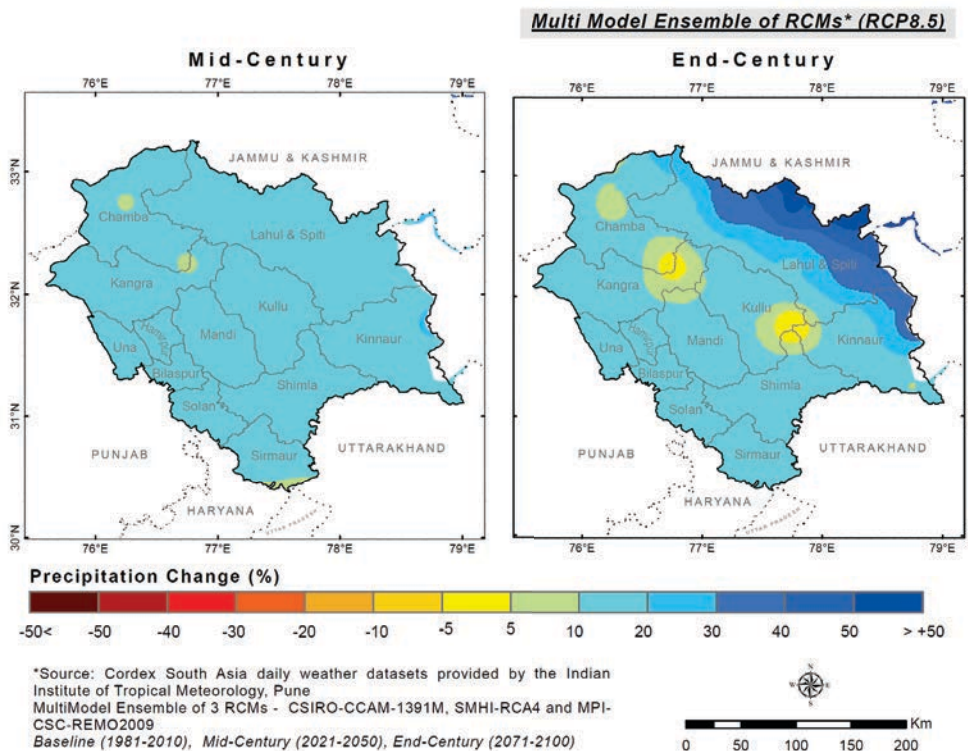 Multi Model Ensemble of RCMs* (RCP8.5)
Mid-Century
End-Century
76°E 77°E 78°E 79°E
76°E 77°E 78°E 79°E
33°N
32°N
31°N
30°N
JAMMU & KASHMIR
Chamba
Lahul & Spiti
Kangra
Kullu
Hamirpur
Mandi
Una
Kinnaur
Bilaspur
Shimla
Solan
Sirmaur
PUNJAB
UTTARAKHAND
HARYANA
JAMMU & KASHMIR
Chamba
Lahul & Spiti
Kangra
Kullu
Hamirpur
Mandi
Una
Kinnaur
Bilaspur
Shimla
Solan
Sirmaur
PUNJAB
UTTARAKHAND
HARYANA
76°E 77°E 78°E 79°E
76°E 77°E 78°E 79°E
Precipitation Change (%)
-50< -50 -40 -30 -20 -10 -5 5 10 20 30 40 50 > +50
*Source: Cordex South Asia daily weather datasets provided by the Indian
Institute of Tropical Meteorology, Pune
MultiModel Ensemble of 3 RCMs - CSIRO-CCAM-1391M, SMHI-RCA4 and MPI-
CSC-REMO2009
Baseline (1981-2010), Mid-Century (2021-2050), End-Century (2071-2100)
N
W E
S
Km
0 50 100 150 200